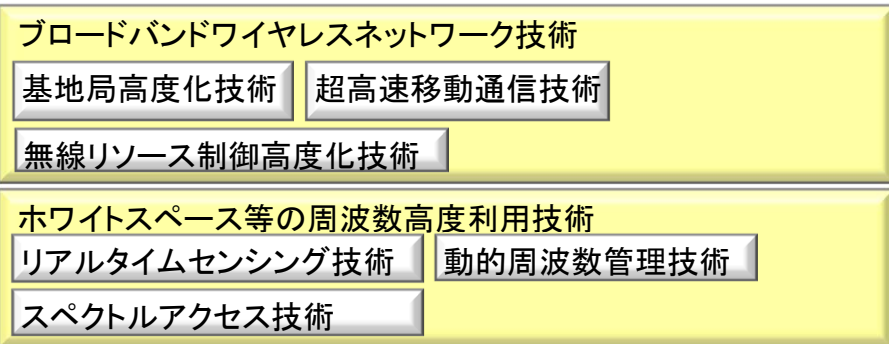 ブロードバンドワイヤレスネットワーク技術
基地局高度化技術 超高速移動通信技術
無線リソース制御高度化技術
ホワイトスペース等の周波数高度利用技術
リアルタイムセンシング技術 動的周波数管理技術
スペクトルアクセス技術